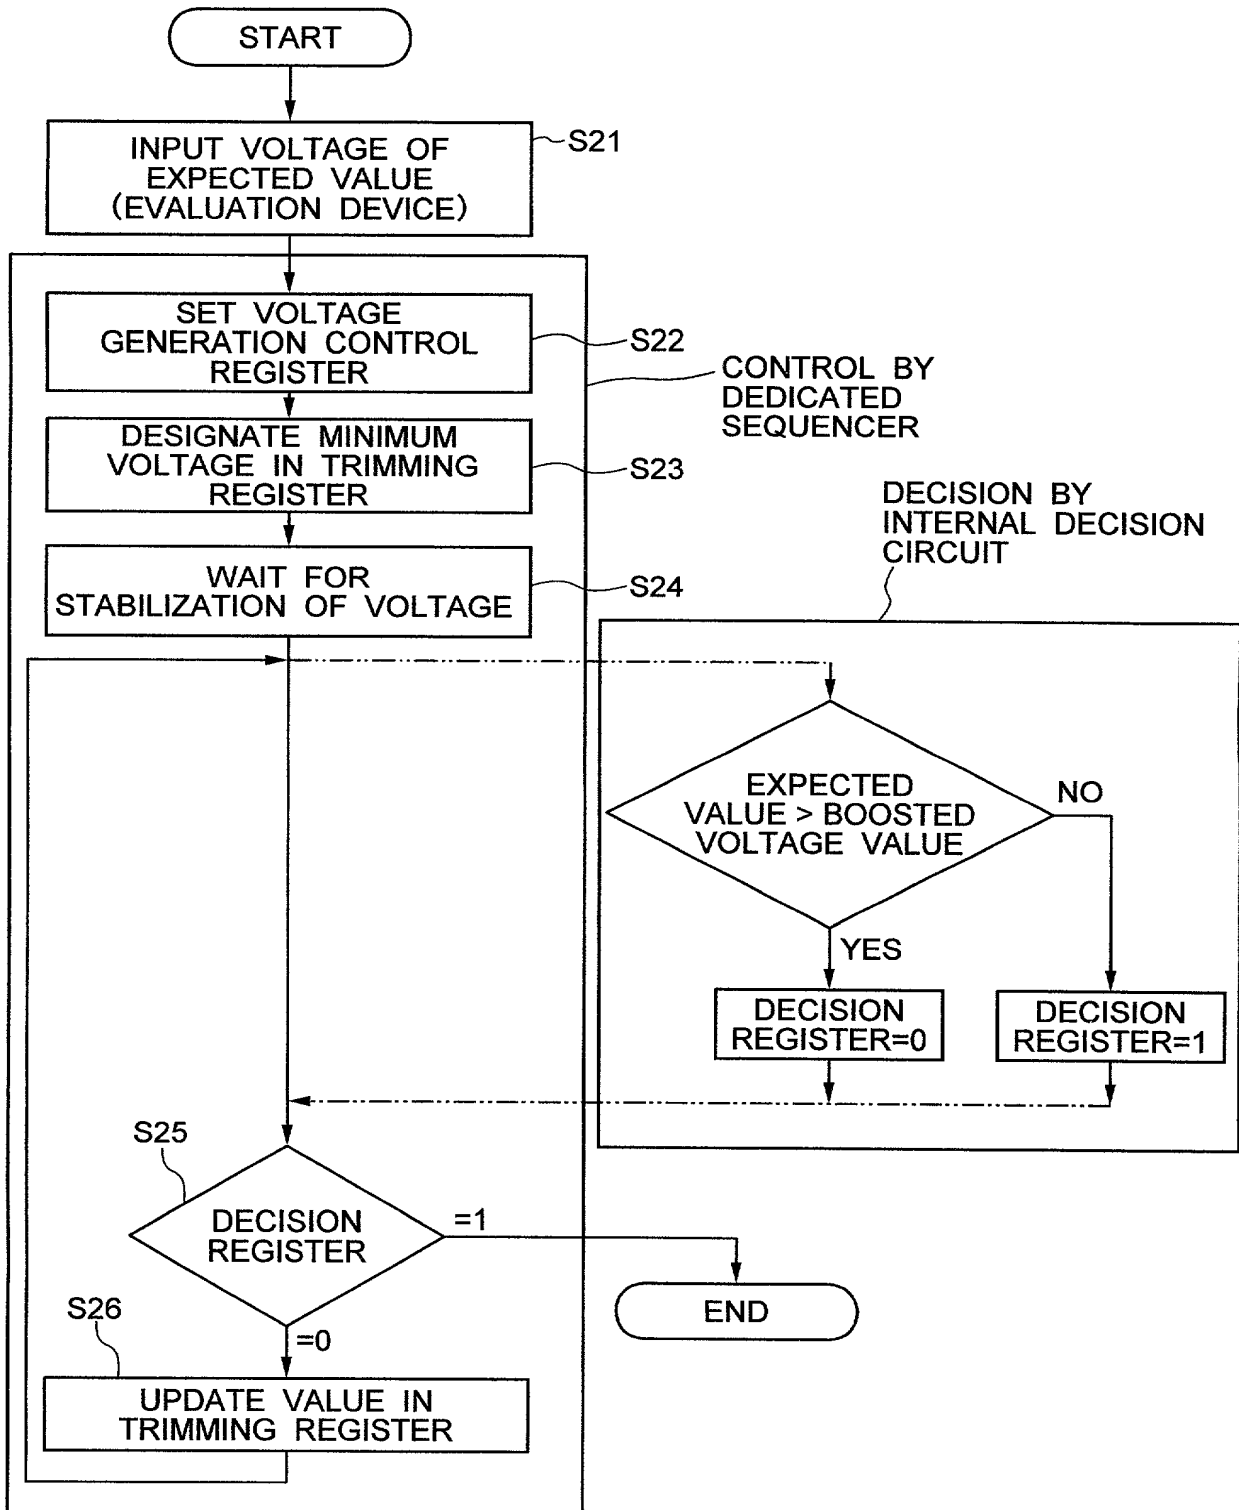 START
INPUT VOLTAGE OF
EXPECTED VALUE
(EVALUATION DEVICE)
S21
SET VOLTAGE
GENERATION CONTROL
REGISTER
S22
CONTROL BY
DEDICATED
SEQUENCER
DESIGNATE MINIMUM
VOLTAGE IN TRIMMING
REGISTER
S23
DECISION BY
INTERNAL DECISION
CIRCUIT
WAIT FOR
STABILIZATION OF VOLTAGE
S24
EXPECTED
VALUE > BOOSTED
VOLTAGE VALUE
NO
YES
DECISION
REGISTER=0
DECISION
REGISTER=1
S25
DECISION
REGISTER
=1
END
=0
S26
UPDATE VALUE IN
TRIMMING REGISTER